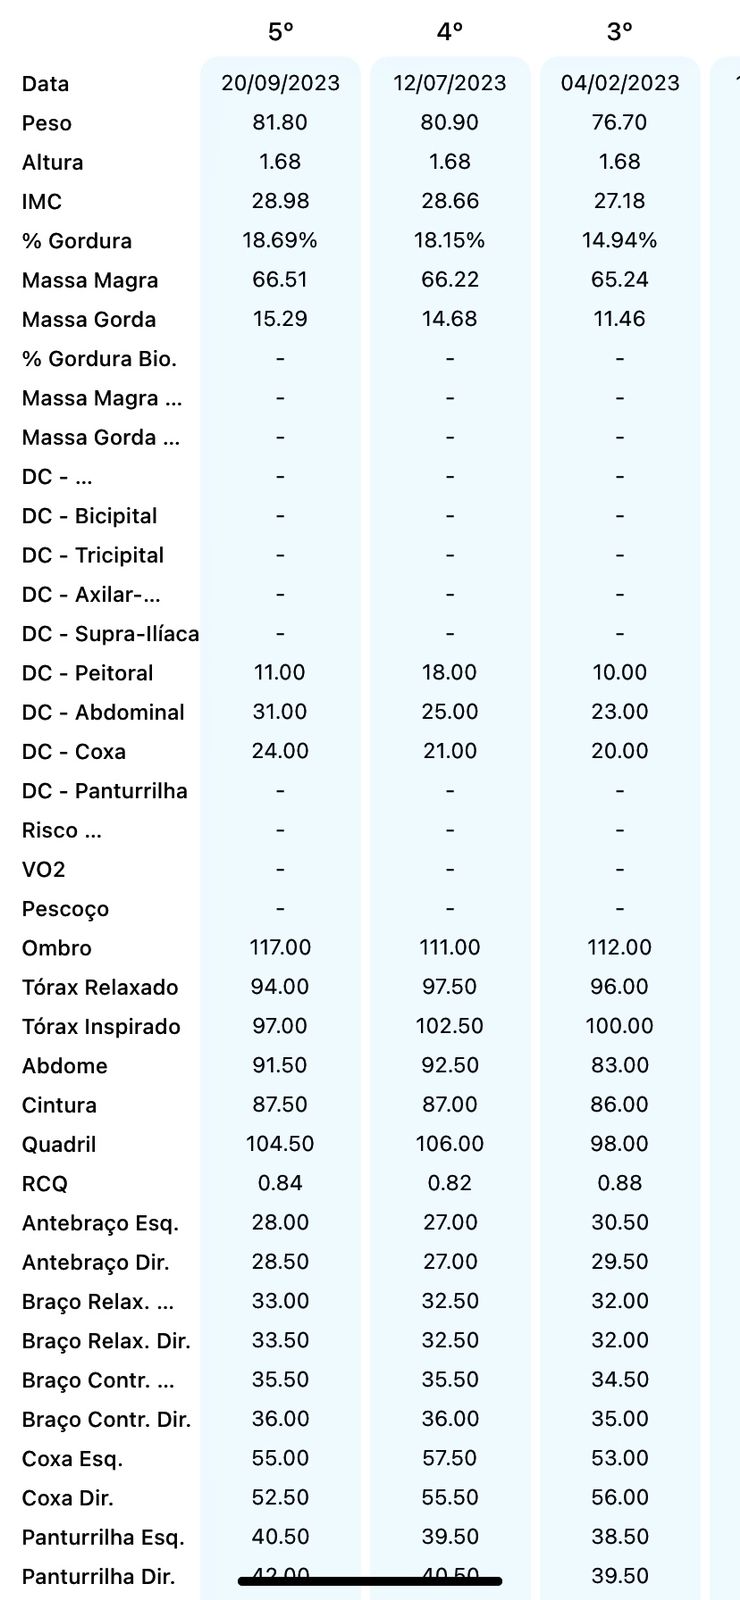 5º 4º 3º
Data 20/09/2023 12/07/2023 04/02/2023
Peso 81.80 80.90 76.70
Altura 1.68 1.68 1.68
IMC 28.98 28.66 27.18
% Gordura 18.69% 18.15% 14.94%
Massa Magra 66.51 66.22 65.24
Massa Gorda 15.29 14.68 11.46
% Gordura Bio. - - -
Massa Magra ... - - -
Massa Gorda ... - - -
DC - ... - - -
DC - Bicipital - - -
DC - Tricipital - - -
DC - Axilar-... - - -
DC - Supra-Ilíaca - - -
DC - Peitoral 11.00 18.00 10.00
DC - Abdominal 31.00 25.00 23.00
DC - Coxa 24.00 21.00 20.00
DC - Panturrilha - - -
Risco ... - - -
VO2 - - -
Pescoço - - -
Ombro 117.00 111.00 112.00
Tórax Relaxado 94.00 97.50 96.00
Tórax Inspirado 97.00 102.50 100.00
Abdome 91.50 92.50 83.00
Cintura 87.50 87.00 86.00
Quadril 104.50 106.00 98.00
RCQ 0.84 0.82 0.88
Antebraço Esq. 28.00 27.00 30.50
Antebraço Dir. 28.50 27.00 29.50
Braço Relax. ... 33.00 32.50 32.00
Braço Relax. Dir. 33.50 32.50 32.00
Braço Contr. ... 35.50 35.50 34.50
Braço Contr. Dir. 36.00 36.00 35.00
Coxa Esq. 55.00 57.50 53.00
Coxa Dir. 52.50 55.50 56.00
Panturrilha Esq. 40.50 39.50 38.50
Panturrilha Dir. 42.00 40.50 39.50